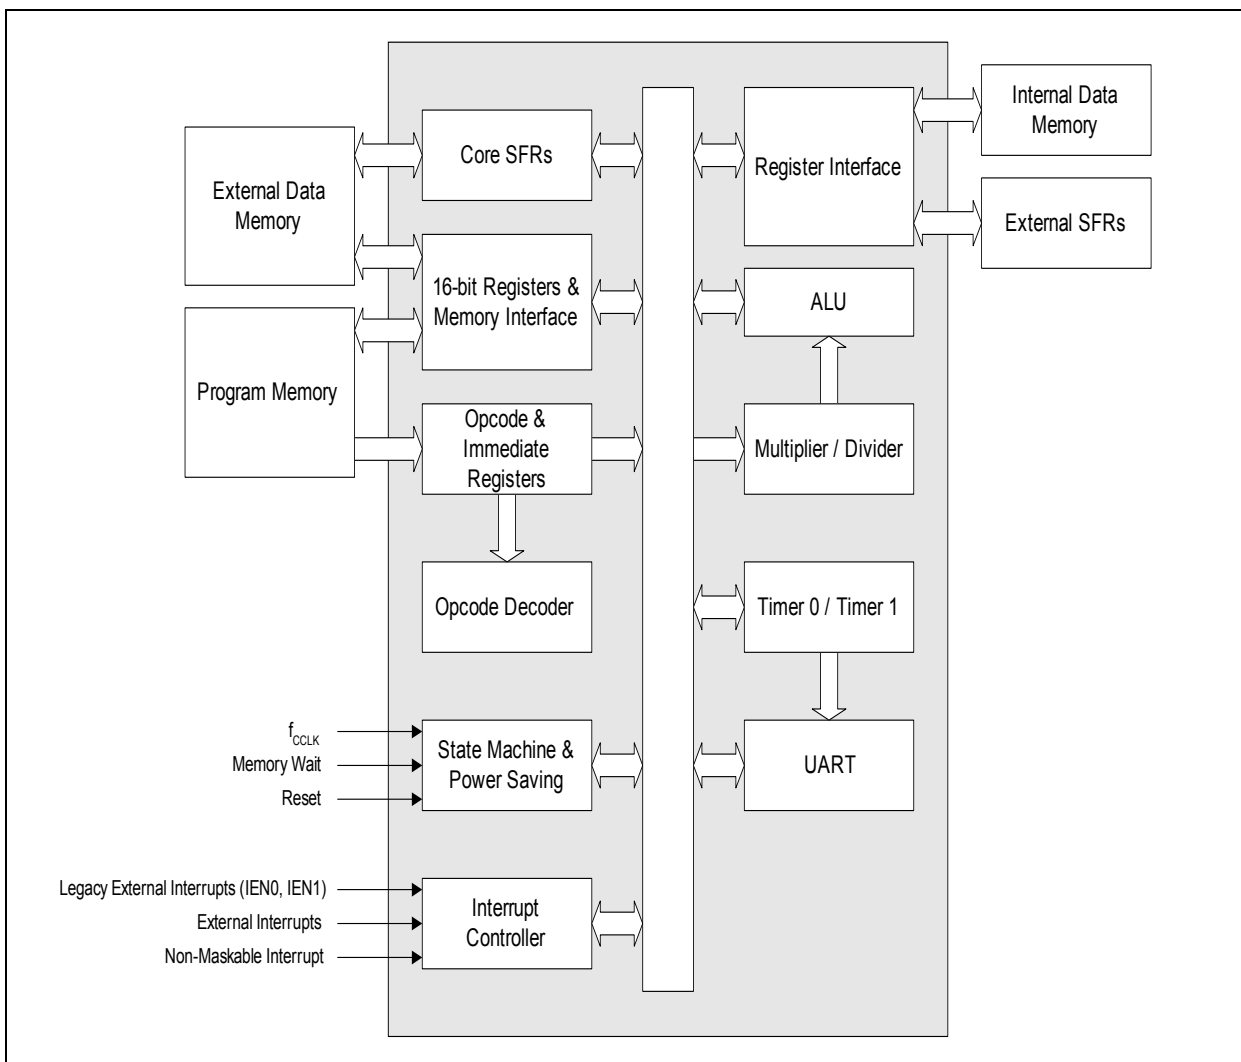 Internal Data
Memory
Core SFRs
Register Interface
External Data
Memory
External SFRs
16-bit Registers &
Memory Interface
ALU
Program Memory
Opcode &
Immediate
Registers
Multiplier / Divider
Opcode Decoder
Timer 0 / Timer 1
fCCLK
Memory Wait
Reset
State Machine &
Power Saving
UART
Legacy External Interrupts (IEN0, IEN1)
External Interrupts
Non-Maskable Interrupt
Interrupt
Controller